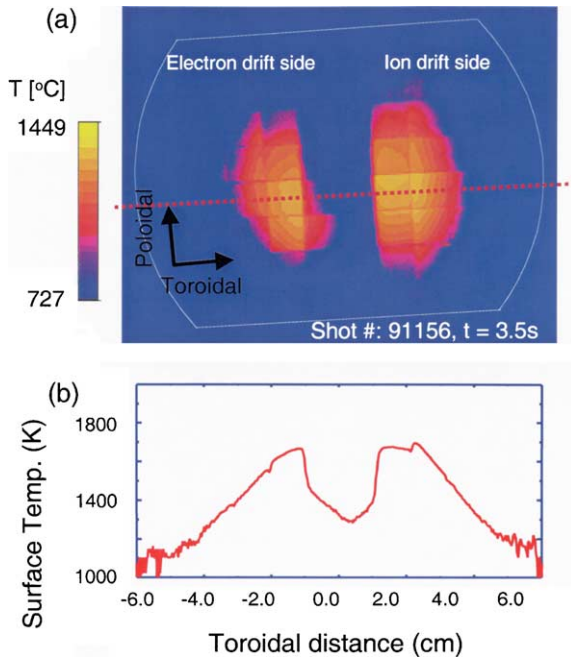 (a)
Electron drift side Ion drift side
T [°C]
1449
727
Poloidal
Toroidal
Shot #: 91156, t = 3.5s
(b)
Surface Temp. (K)
1800
1400
1000
-6.0 -4.0 -2.0 0.0 2.0 4.0 6.0
Toroidal distance (cm)